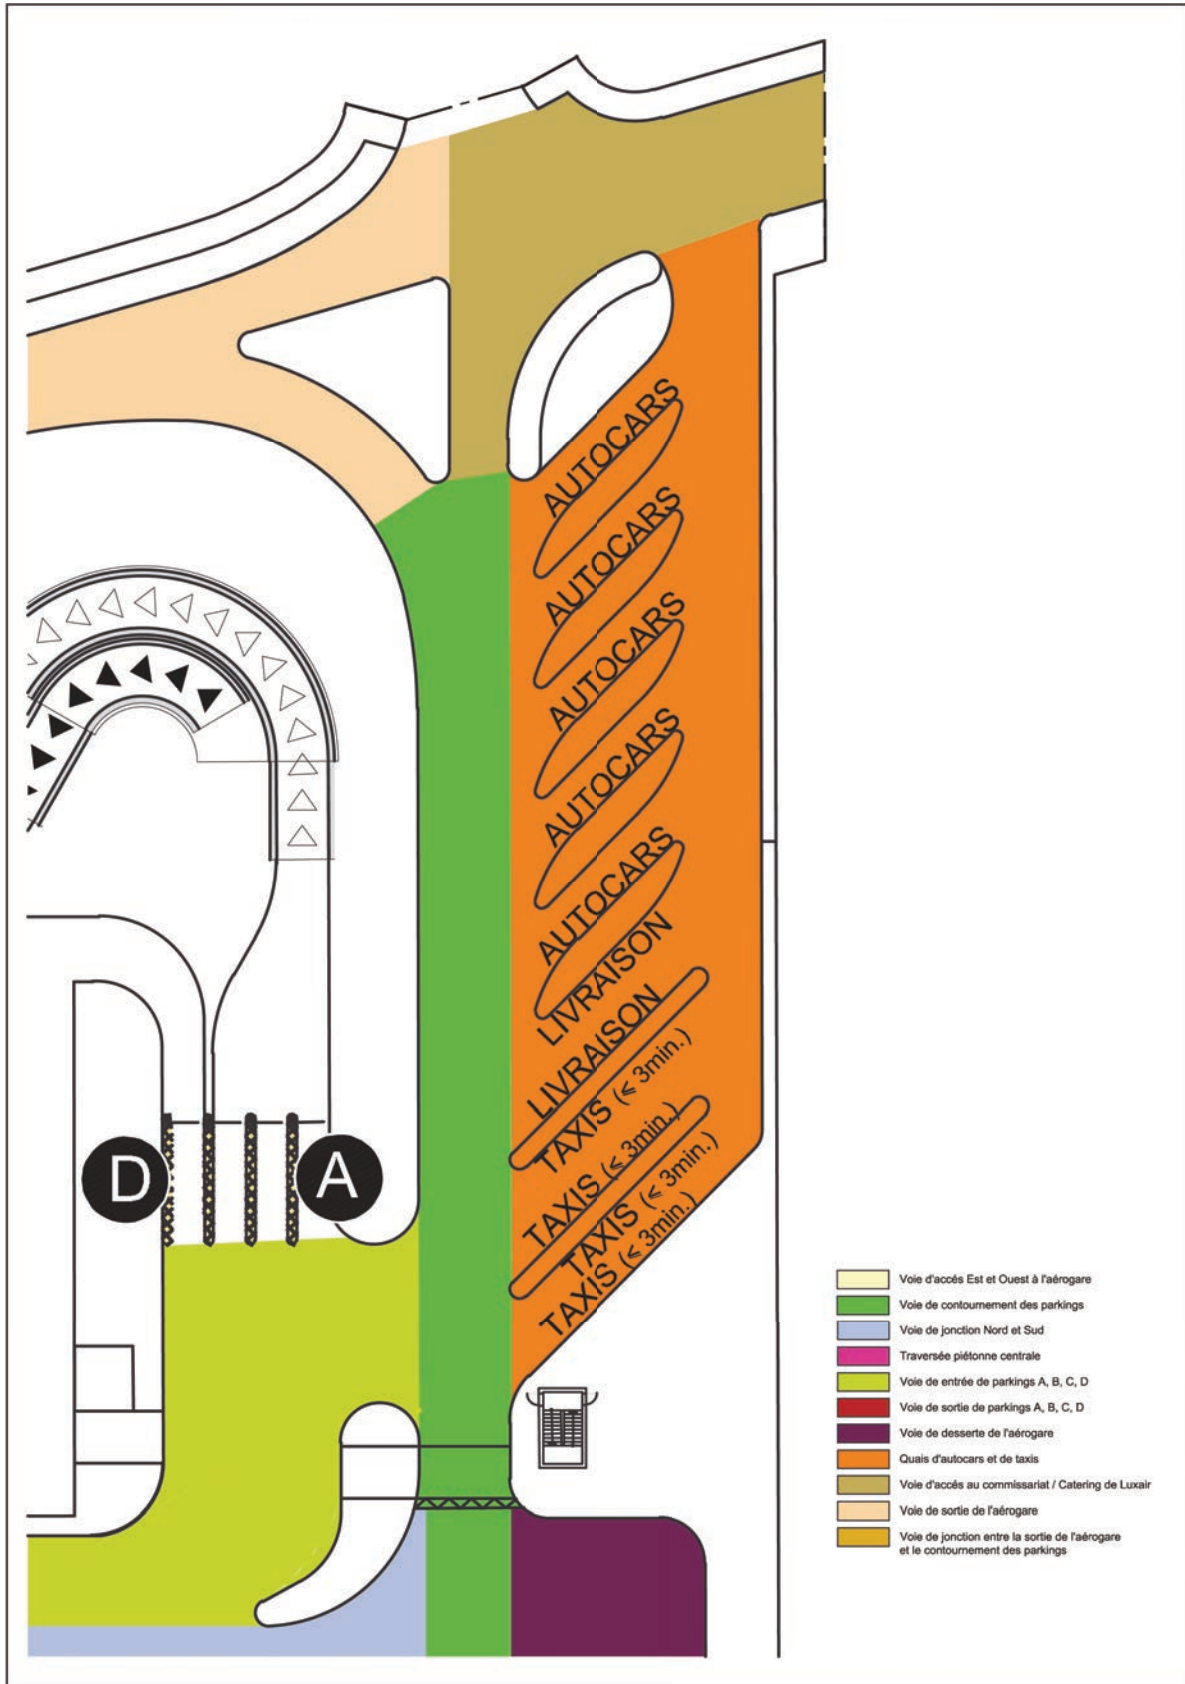 AUTOCARS
AUTOCARS
AUTOCARS
AUTOCARS
AUTOCARS
LIVRAISON
LIVRAISON
TAXIS (≤ 3min.)
TAXIS (≤ 3min.)
TAXIS (≤ 3min.)
TAXIS (≤ 3min.)
D
A
Voie d'accés Est et Ouest à l'aérogare
Voie de contournement des parkings
Voie de jonction Nord et Sud
Traversée piétonne centrale
Voie de entrée de parkings A, B, C, D
Voie de sortie de parkings A, B, C, D
Voie de desserte de l'aérogare
Quais d'autocars et de taxis
Voie d'accés au commissariat / Catering de Luxair
Voie de sortie de l'aérogare
Voie de jonction entre la sortie de l'aérogare
et le contournement des parkings